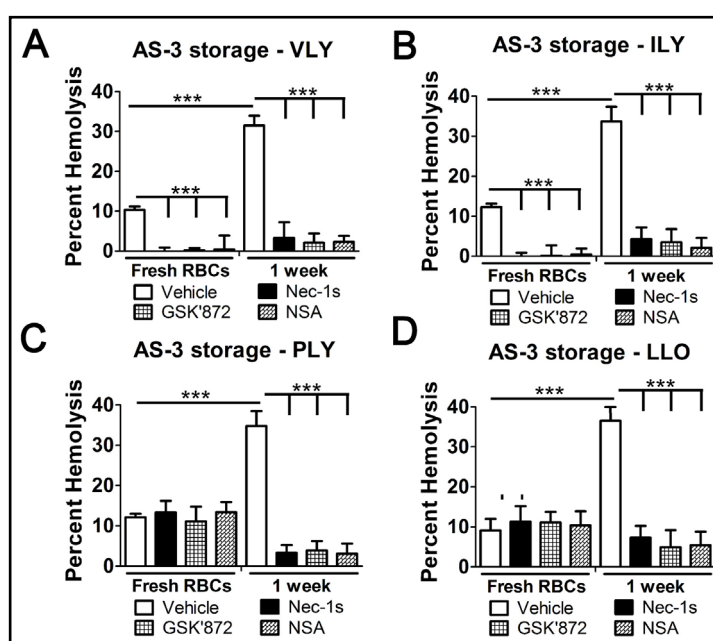 A
AS-3 storage - VLY
Percent Hemolysis
40
30
20
10
0
***
***
***
Fresh RBCs
1 week
Vehicle
Nec-1s
GSK'872
NSA
B
AS-3 storage - ILY
Percent Hemolysis
40
30
20
10
0
***
***
***
Fresh RBCs
1 week
Vehicle
Nec-1s
GSK'872
NSA
C
AS-3 storage - PLY
Percent Hemolysis
40
30
20
10
0
***
***
Fresh RBCs
1 week
Vehicle
Nec-1s
GSK'872
NSA
D
AS-3 storage - LLO
Percent Hemolysis
40
30
20
10
0
***
***
Fresh RBCs
1 week
Vehicle
Nec-1s
GSK'872
NSA